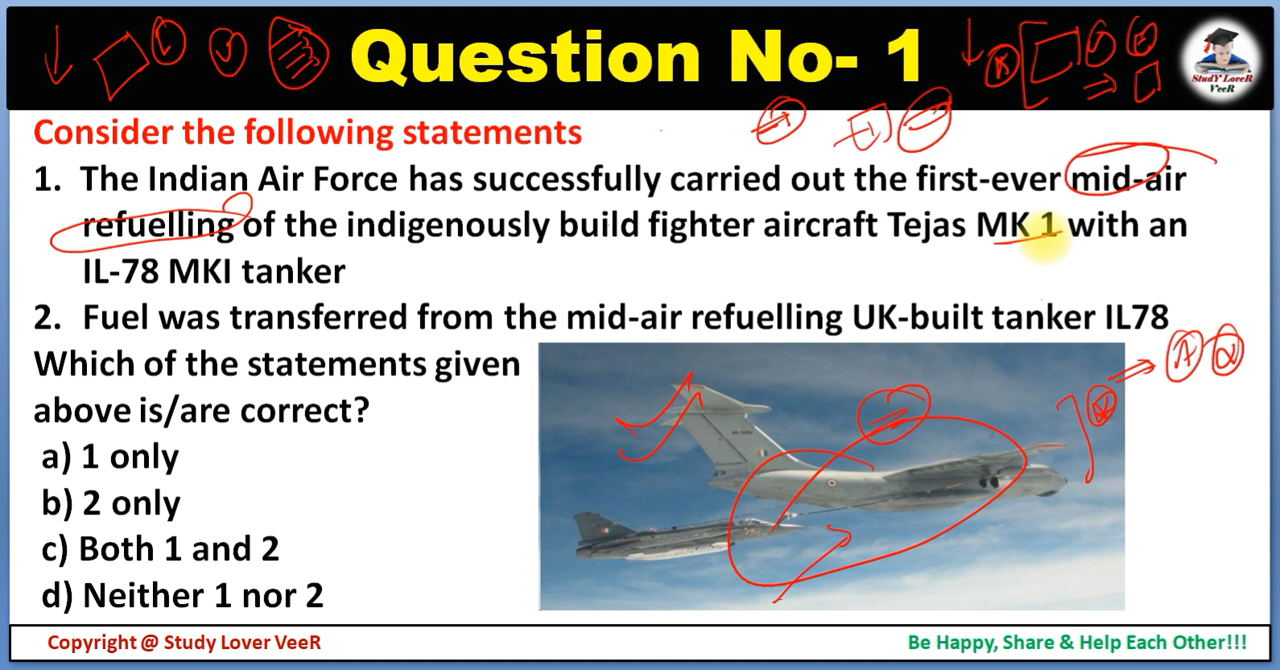 Question No- 1
StudY LoveR
VeeR
Consider the following statements
1. The Indian Air Force has successfully carried out the first-ever mid-air
refuelling of the indigenously build fighter aircraft Tejas MK 1 with an
IL-78 MKI tanker
2. Fuel was transferred from the mid-air refuelling UK-built tanker IL78
Which of the statements given
above is/are correct?
a) 1 only
b) 2 only
c) Both 1 and 2
d) Neither 1 nor 2
Copyright @ Study Lover VeeR
Be Happy, Share & Help Each Other!!!